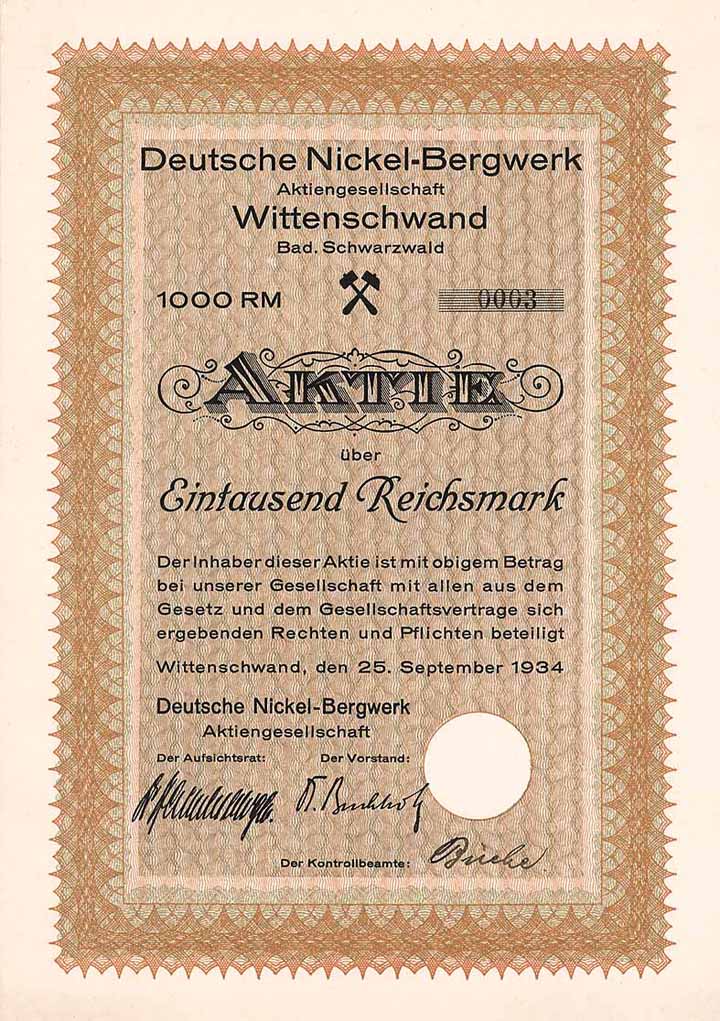 Deutsche Nickel-Bergwerk
Aktiengesellschaft
Wittenschwand
Bad. Schwarzwald
1000 RM 0003
AKTIE
über
Eintausend Reichsmark
Der Inhaber dieser Aktie ist mit obigem Betrag
bei unserer Gesellschaft mit allen aus dem
Gesetz und dem Gesellschaftsvertrage sich
ergebenden Rechten und Pflichten beteiligt
Wittenschwand, den 25. September 1934
Deutsche Nickel-Bergwerk
Aktiengesellschaft
Der Aufsichtsrat: Der Vorstand:
Buchholz
Der Kontrollbeamte: